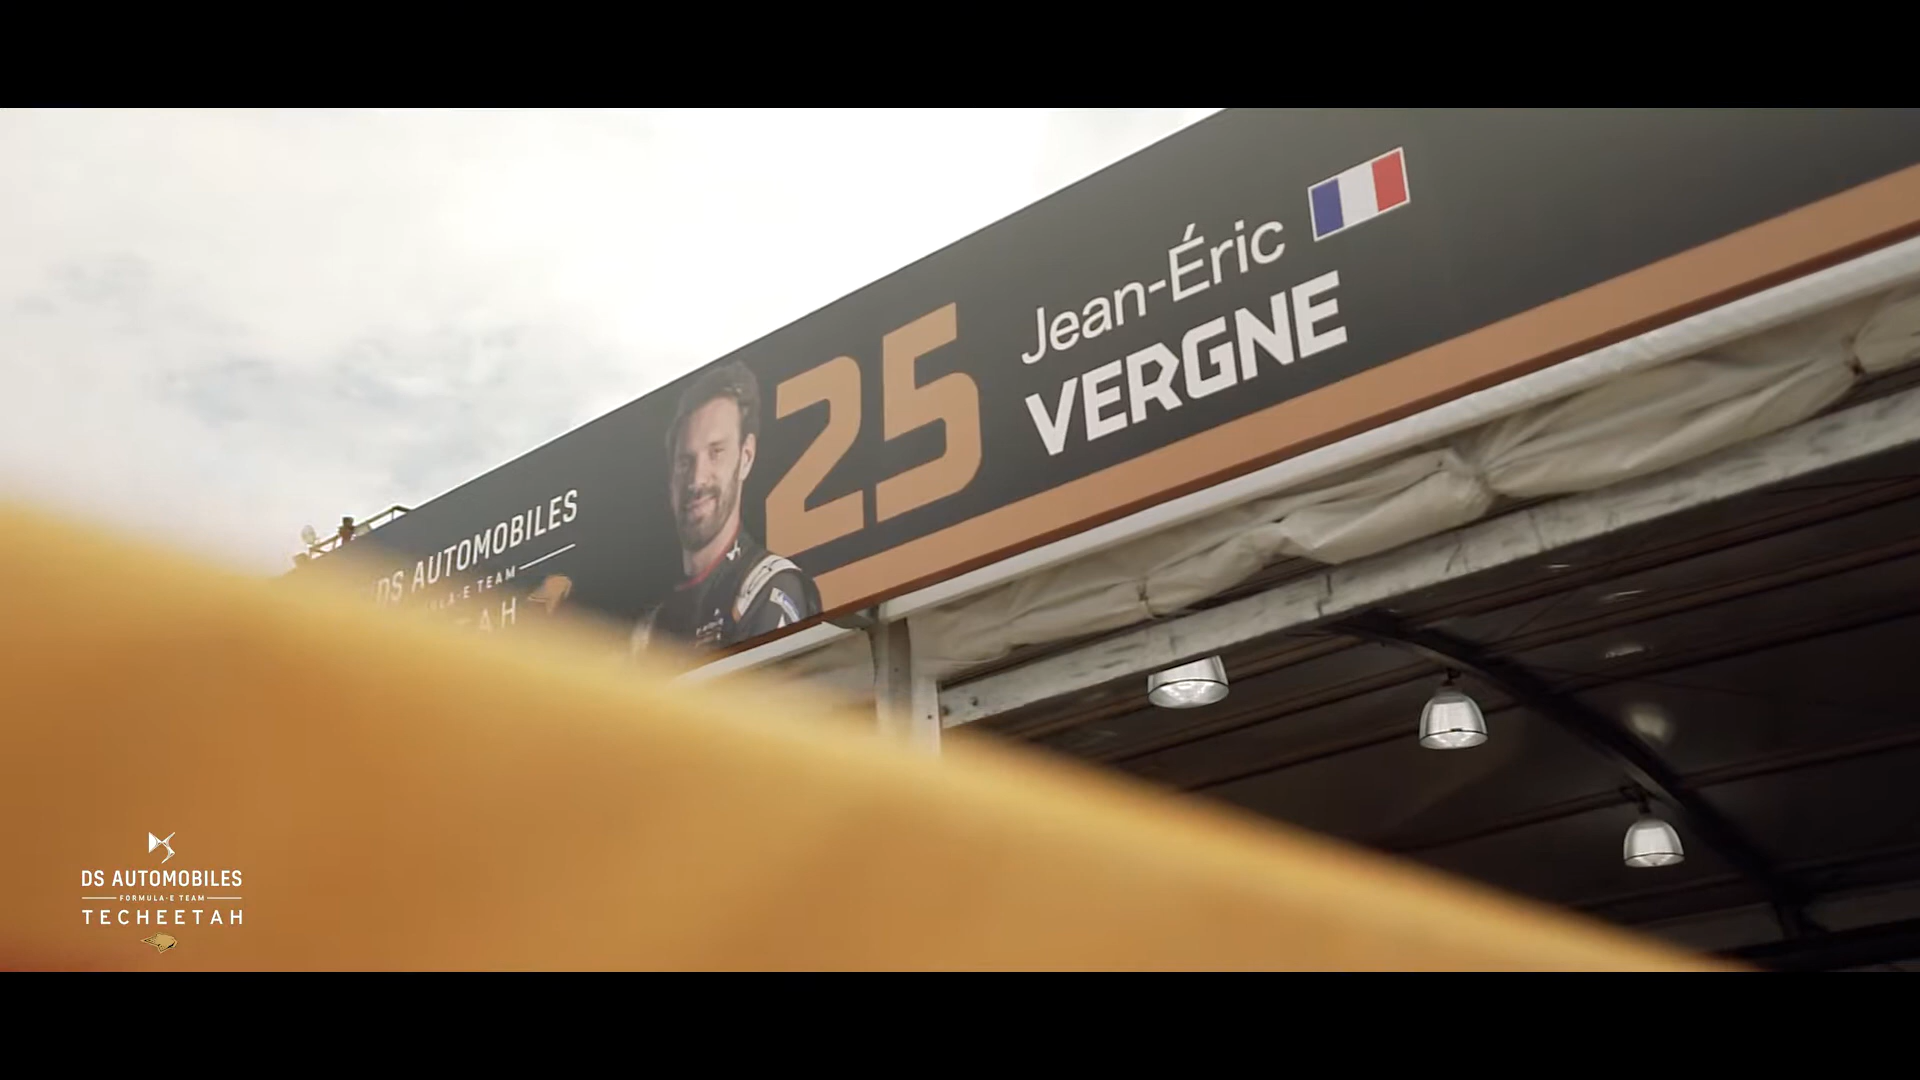 Jean-Éric
25
VERGNE
DS AUTOMOBILES
DS AUTOMOBILES
FORMULA-E TEAM
TECHEETAH